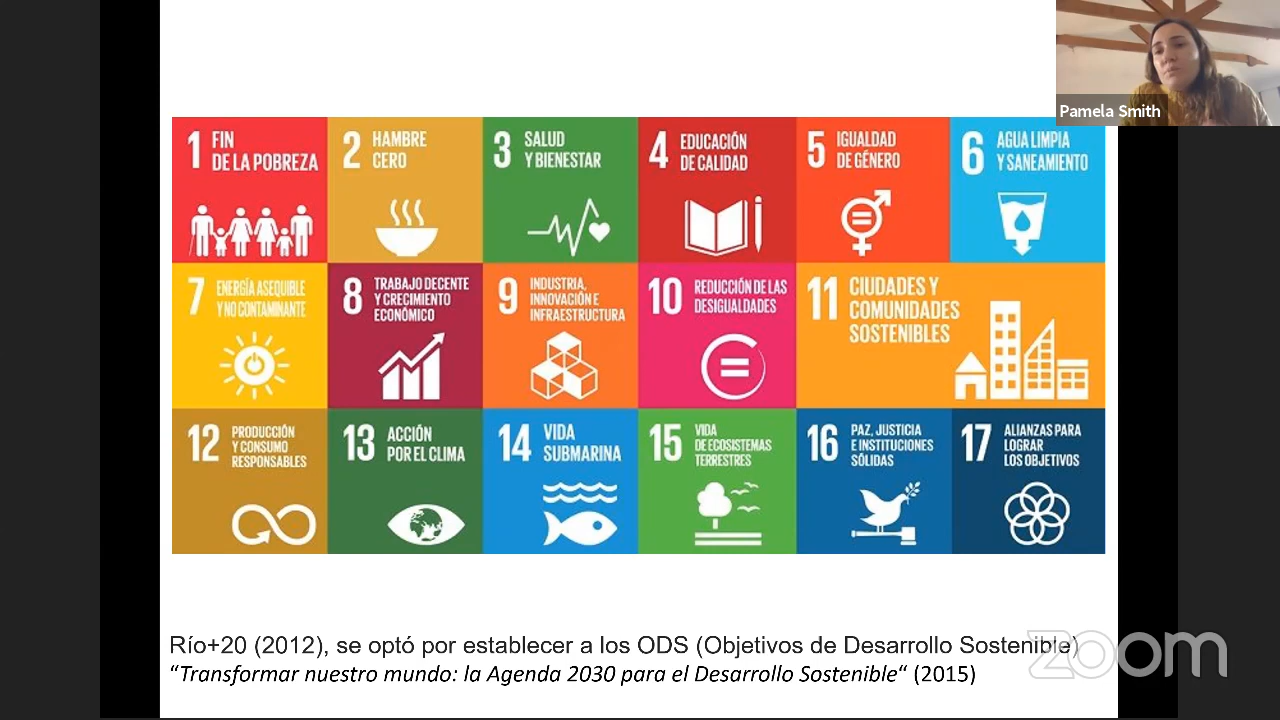 Pamela Smith
1 FIN
DE LA POBREZA
2 HAMBRE
CERO
3 SALUD
Y BIENESTAR
4 EDUCACIÓN
DE CALIDAD
5 IGUALDAD
DE GÉNERO
6 AGUA LIMPIA
Y SANEAMIENTO
7 ENERGÍA ASEQUIBLE
Y NO CONTAMINANTE
8 TRABAJO DECENTE
Y CRECIMIENTO
ECONÓMICO
9 INDUSTRIA,
INNOVACIÓN E
INFRAESTRUCTURA
10 REDUCCIÓN DE LAS
DESIGUALDADES
11 CIUDADES Y
COMUNIDADES
SOSTENIBLES
12 PRODUCCIÓN
Y CONSUMO
RESPONSABLES
13 ACCIÓN
POR EL CLIMA
14 VIDA
SUBMARINA
15 VIDA
DE ECOSISTEMAS
TERRESTRES
16 PAZ, JUSTICIA
E INSTITUCIONES
SÓLIDAS
17 ALIANZAS PARA
LOGRAR
LOS OBJETIVOS
Río+20 (2012), se optó por establecer a los ODS (Objetivos de Desarrollo Sostenible)
“Transformar nuestro mundo: la Agenda 2030 para el Desarrollo Sostenible“ (2015)
zoom